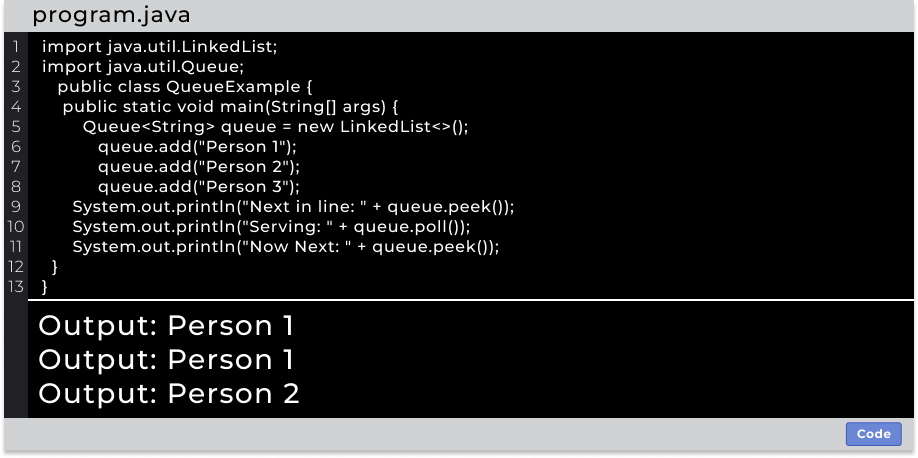 program.java
1 import java.util.LinkedList;
2 import java.util.Queue;
3 public class QueueExample {
4 public static void main(String[] args) {
5 Queue<String> queue = new LinkedList<>();
6 queue.add("Person 1");
7 queue.add("Person 2");
8 queue.add("Person 3");
9 System.out.println("Next in line: " + queue.peek());
10 System.out.println("Serving: " + queue.poll());
11 System.out.println("Now Next: " + queue.peek());
12 }
13 }
Output: Person 1
Output: Person 1
Output: Person 2
Code